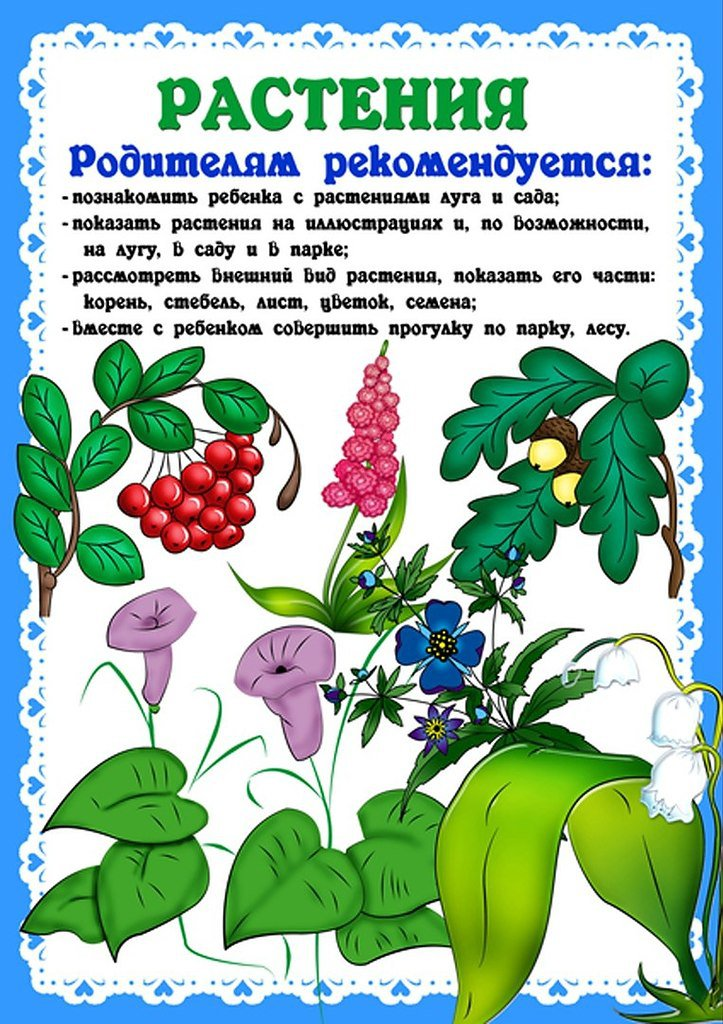 РАСТЕНИЯ
Родителям рекомендуется:
- познакомить ребенка с растениями луга и сада;
- показать растения на иллюстрациях и, по возможности,
на лугу, в саду и в парке;
- рассмотреть внешний вид растения, показать его части:
корень, стебель, лист, цветок, семена;
- вместе с ребенком совершить прогулку по парку, лесу.